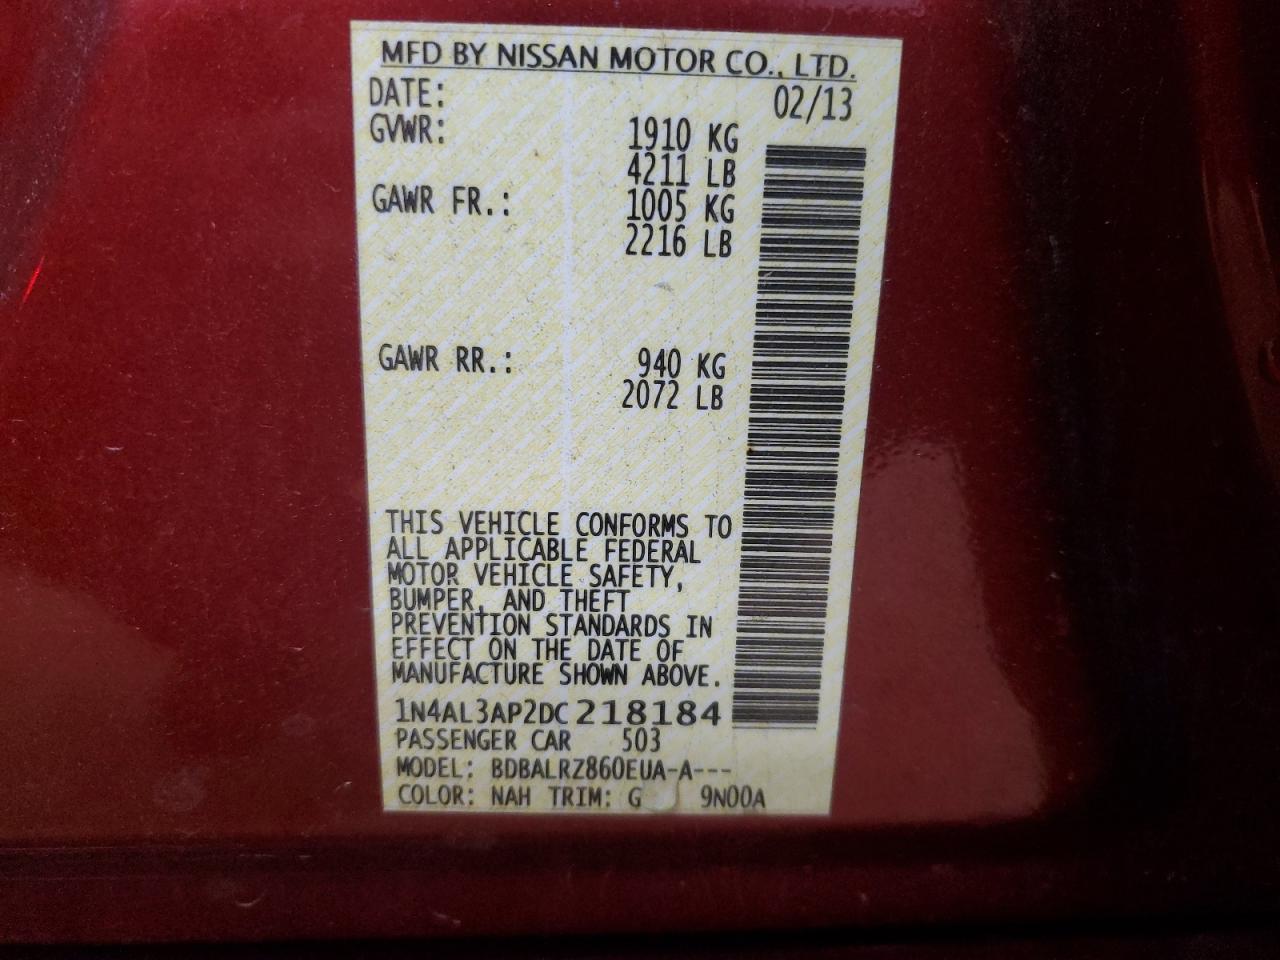 MFD BY NISSAN MOTOR CO., LTD.
DATE: 02/13
GVWR: 1910 KG
4211 LB
GAWR FR.: 1005 KG
2216 LB
GAWR RR.: 940 KG
2072 LB
THIS VEHICLE CONFORMS TO
ALL APPLICABLE FEDERAL
MOTOR VEHICLE SAFETY,
BUMPER, AND THEFT
PREVENTION STANDARDS IN
EFFECT ON THE DATE OF
MANUFACTURE SHOWN ABOVE.
1N4AL3AP2DC218184
PASSENGER CAR 503
MODEL: BDBALRZ860EUA-A---
COLOR: NAH TRIM: G 9N00A